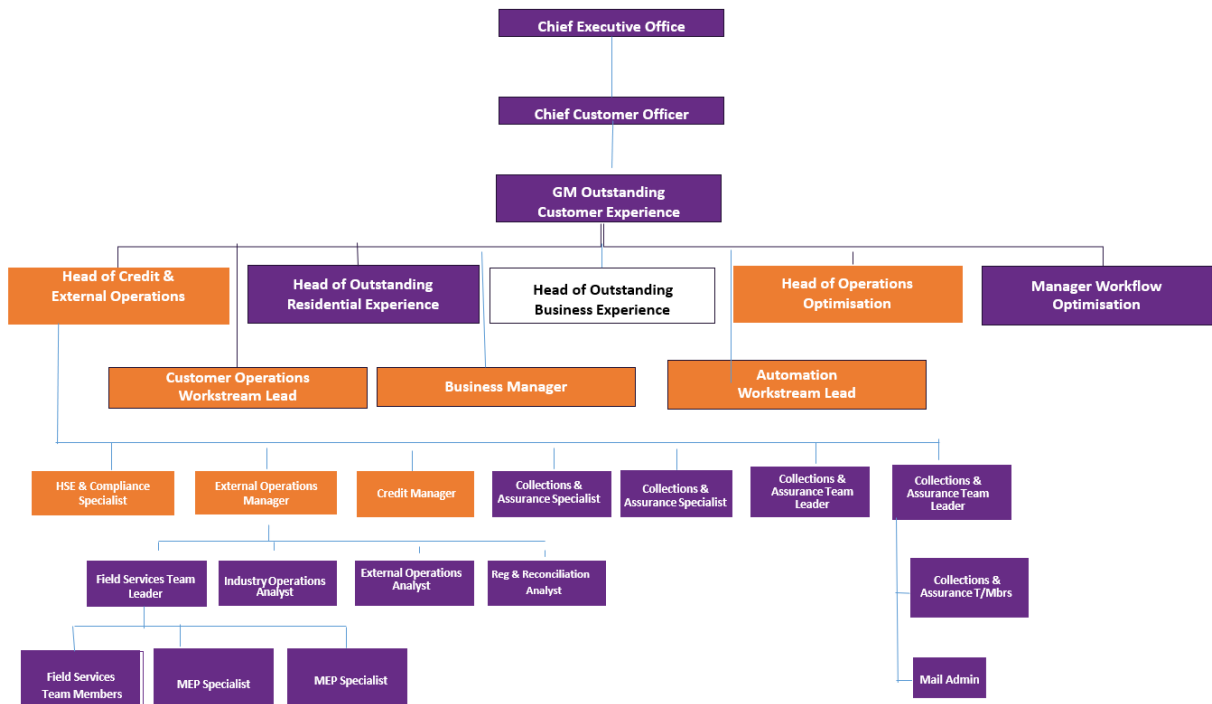 Chief Executive Office
Chief Customer Officer
GM Outstanding
Customer Experience
Head of Credit &
External Operations
Head of Outstanding
Residential Experience
Head of Outstanding
Business Experience
Head of Operations
Optimisation
Manager Workflow
Optimisation
Customer Operations
Workstream Lead
Business Manager
Automation
Workstream Lead
HSE & Compliance
Specialist
External Operations
Manager
Credit Manager
Collections &
Assurance Specialist
Collections &
Assurance Specialist
Collections &
Assurance Team
Leader
Collections &
Assurance Team
Leader
Field Services Team
Leader
Industry Operations
Analyst
External Operations
Analyst
Reg & Reconciliation
Analyst
Collections &
Assurance T/Mbrs
Field Services
Team Members
MEP Specialist
MEP Specialist
Mail Admin